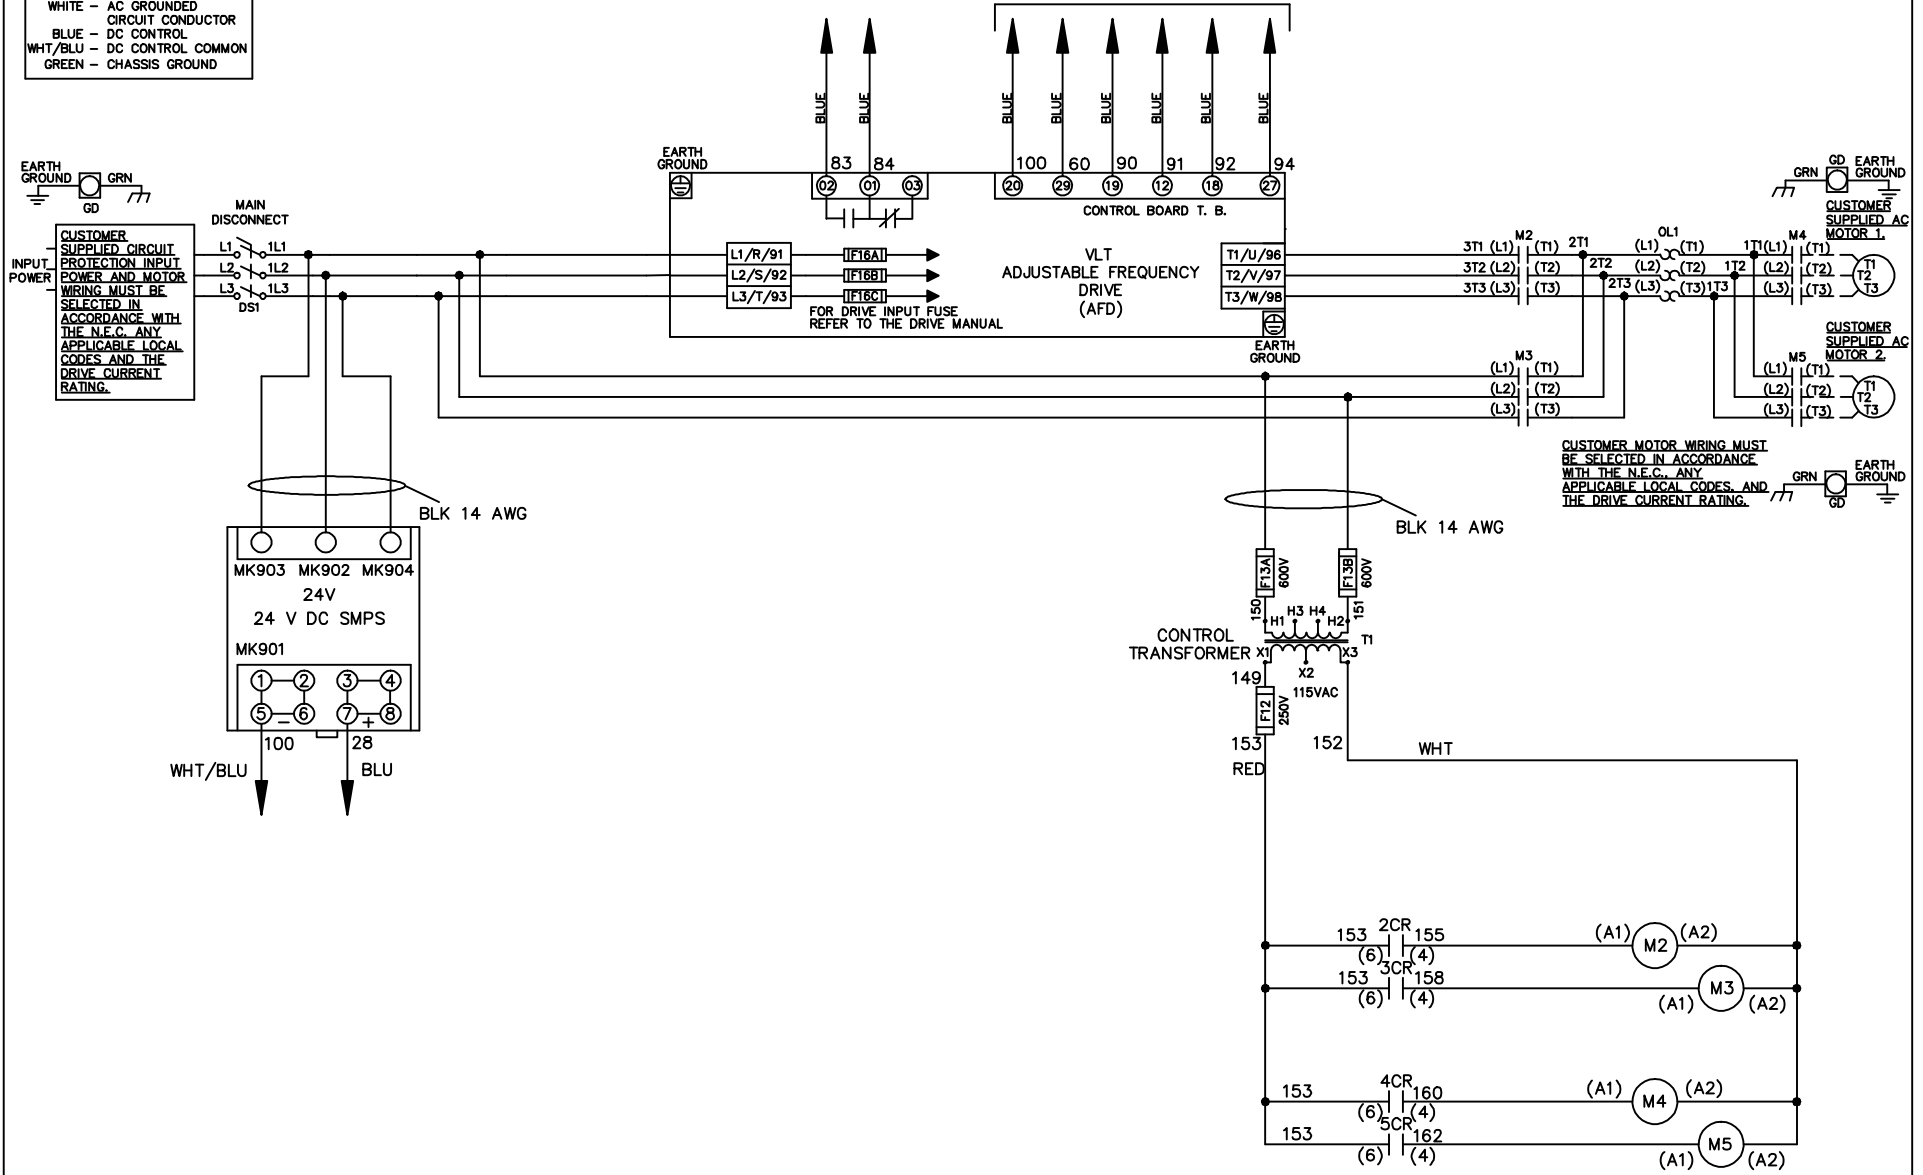 WHITE – AC GROUNDED
CIRCUIT CONDUCTOR
BLUE – DC CONTROL
WHT/BLU – DC CONTROL COMMON
GREEN – CHASSIS GROUND
BLUE
BLUE
BLUE
BLUE
BLUE
BLUE
BLUE
BLUE
EARTH
GROUND
GRN
GD
MAIN
DISCONNECT
INPUT
POWER
CUSTOMER
SUPPLIED CIRCUIT
PROTECTION INPUT
POWER AND MOTOR
WIRING MUST BE
SELECTED IN
ACCORDANCE WITH
THE N.E.C. ANY
APPLICABLE LOCAL
CODES AND THE
DRIVE CURRENT
RATING.
L1 1L1
L2 1L2
L3 1L3
DS1
EARTH
GROUND
83 84
02 01 03
100 60 90 91 92 94
20 29 19 12 18 27
CONTROL BOARD T. B.
L1/R/91
L2/S/92
L3/T/93
F16A
F16B
F16C
FOR DRIVE INPUT FUSE
REFER TO THE DRIVE MANUAL
VLT
ADJUSTABLE FREQUENCY
DRIVE
(AFD)
T1/U/96
T2/V/97
T3/W/98
EARTH
GROUND
M2
3T1 (L1) (T1) 2T1
3T2 (L2) (T2) 2T2
3T3 (L3) (T3) 2T3
OL1
(L1) (T1) 1T1
(L2) (T2) 1T2
(L3) (T3) 1T3
M4
(L1) (T1)
(L2) (T2)
(L3) (T3)
T1
T2
T3
GRN
GD
EARTH
GROUND
CUSTOMER
SUPPLIED AC
MOTOR 1.
M3
(L1) (T1)
(L2) (T2)
(L3) (T3)
CUSTOMER
SUPPLIED AC
MOTOR 2.
M5
(L1) (T1)
(L2) (T2)
(L3) (T3)
T1
T2
T3
CUSTOMER MOTOR WIRING MUST
BE SELECTED IN ACCORDANCE
WITH THE N.E.C., ANY
APPLICABLE LOCAL CODES, AND
THE DRIVE CURRENT RATING.
GRN
GD
EARTH
GROUND
BLK 14 AWG
MK903 MK902 MK904
24V
24 V DC SMPS
MK901
1 2 3 4
5 – 6 7 + 8
100 28
WHT/BLU BLU
BLK 14 AWG
F13A
600V
F13B
600V
150
151
H1 H3 H4 H2
T1
CONTROL
TRANSFORMER
X1 X3
X2
115VAC
149
F12
250V
153
RED
152
WHT
2CR
153 155
(6) (4)
(A1) M2 (A2)
3CR
153 158
(6) (4)
(A1) M3 (A2)
4CR
153 160
(6) (4)
(A1) M4 (A2)
5CR
153 162
(6) (4)
(A1) M5 (A2)